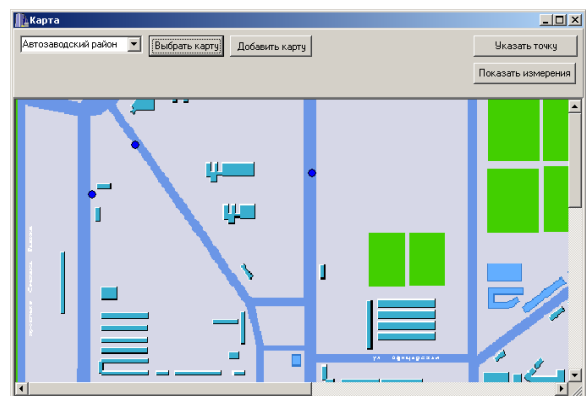 Карта
Автозаводский район
Выбрать карту
Добавить карту
Указать точку
Показать измерения